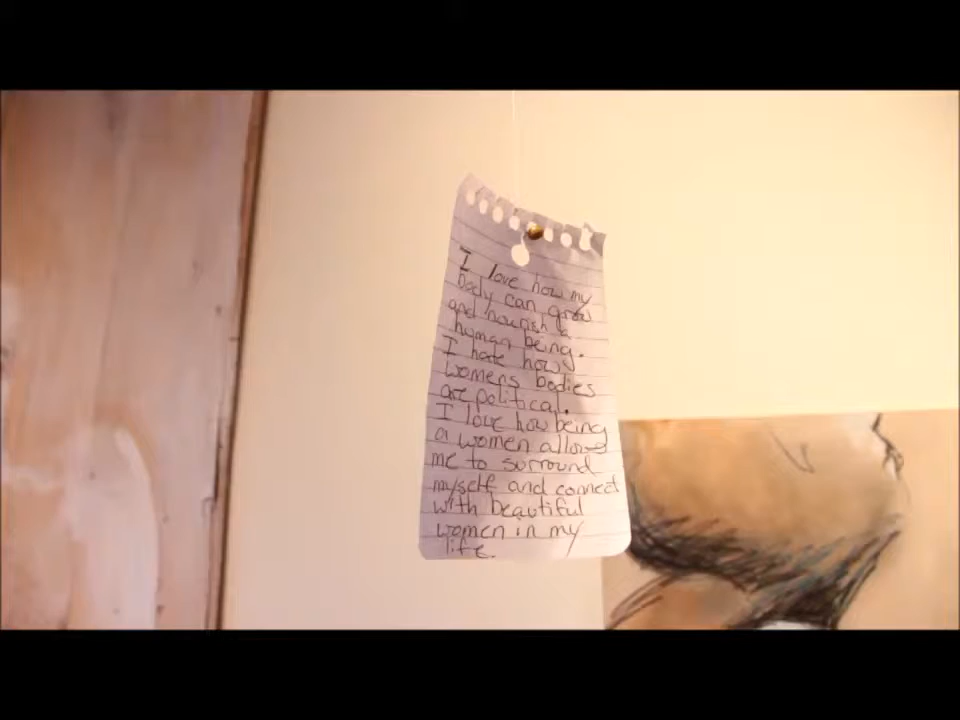 I love how my
body can grow
and nourish a
human being.
I hate how
womens bodies
are political.
I love how being
a women allows
me to surround
myself and connect
with beautiful
women in my
life.